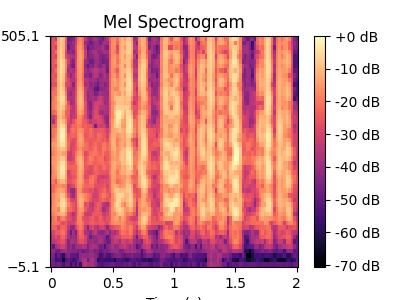 Mel Spectrogram
505.1
−5.1
0
0.5
1
1.5
2
+0 dB
-10 dB
-20 dB
-30 dB
-40 dB
-50 dB
-60 dB
-70 dB